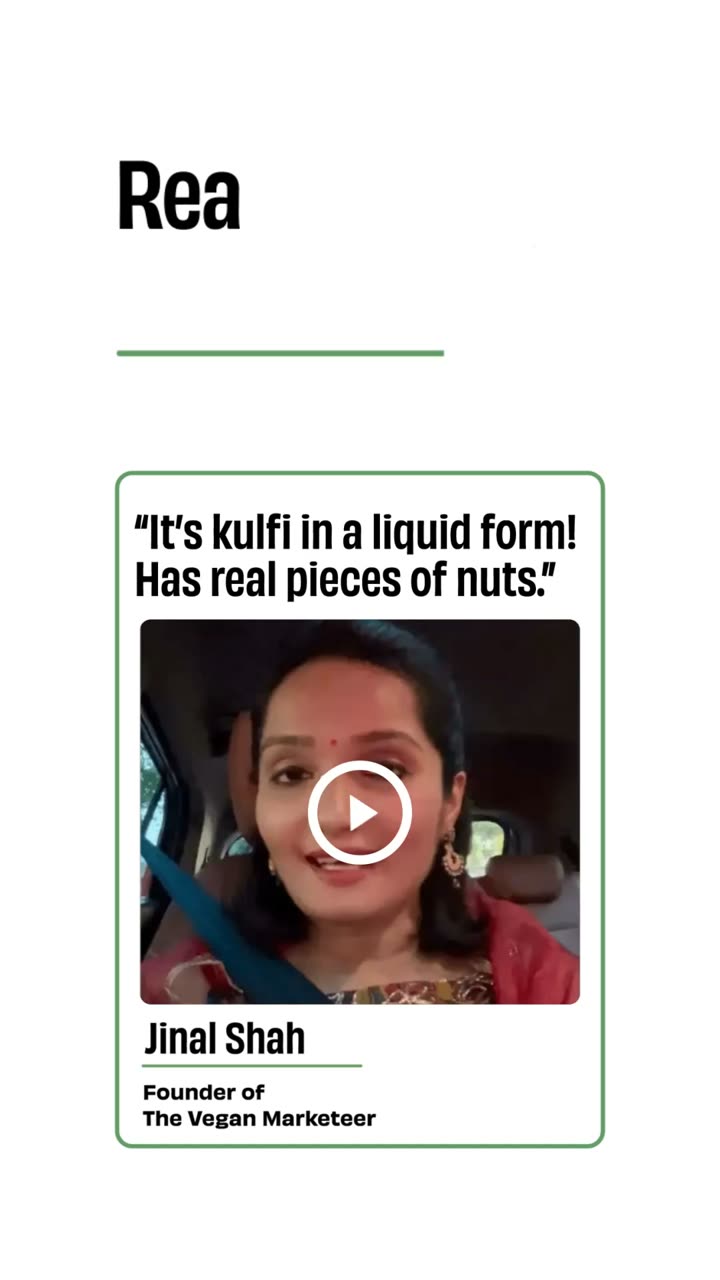 Rea
“It’s kulfi in a liquid form!
Has real pieces of nuts.”
Jinal Shah
Founder of
The Vegan Marketeer